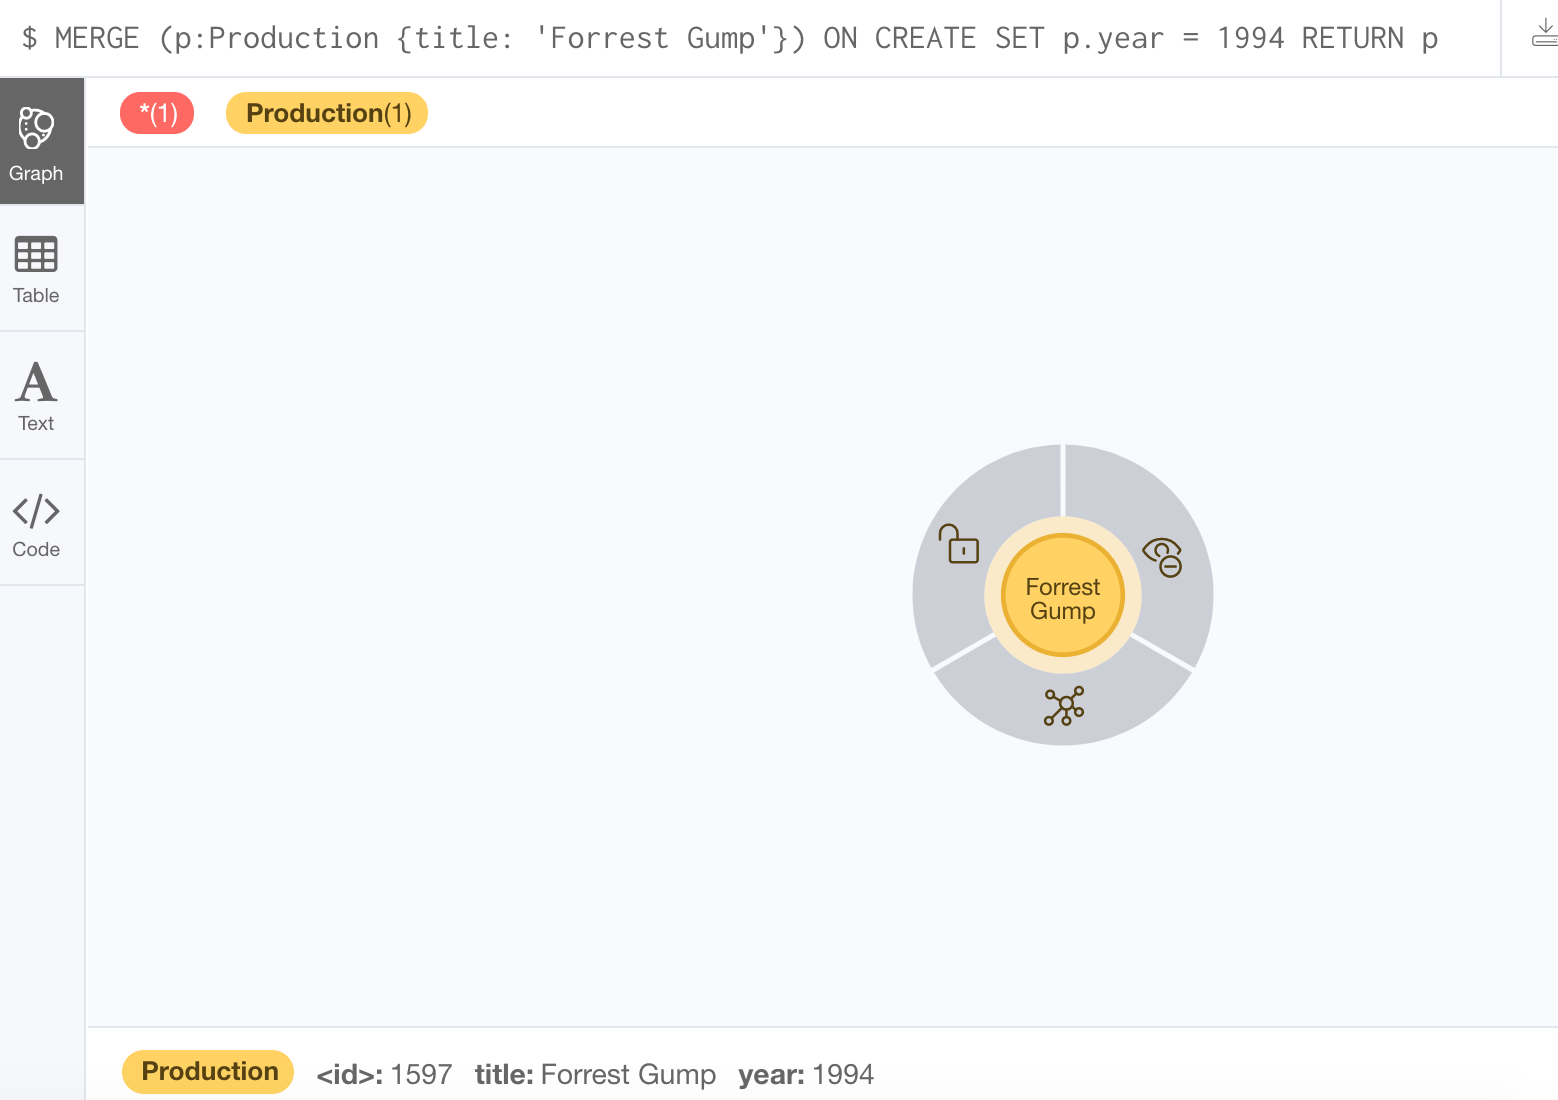 $ MERGE (p:Production {title: 'Forrest Gump'}) ON CREATE SET p.year = 1994 RETURN p
*(1) Production(1)
Graph
Table
A
Text
</>
Code
Forrest
Gump
Production <id>: 1597 title: Forrest Gump year: 1994